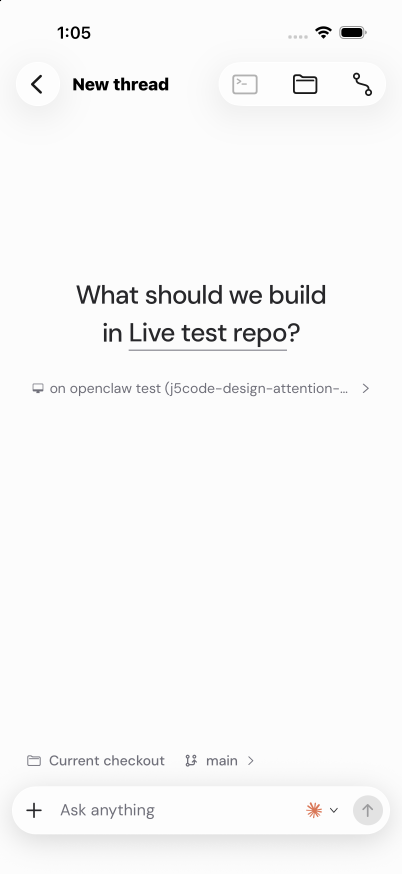 1:05
New thread
What should we build
in Live test repo?
on openclaw test (j5code-design-attention-...
Current checkout main
Ask anything